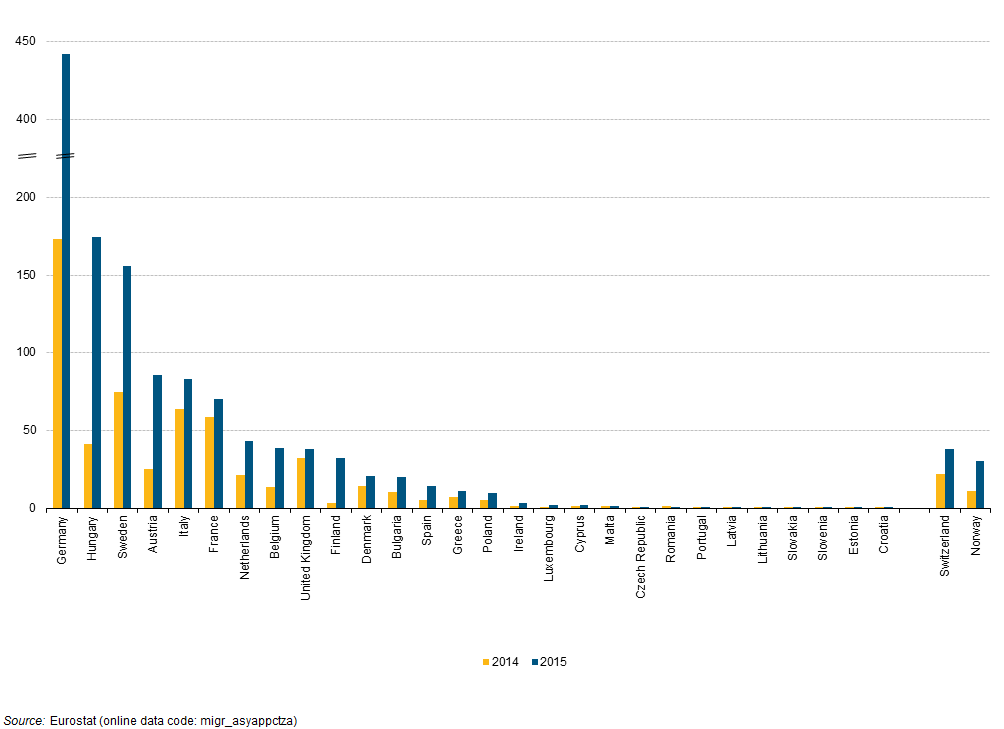 450
400
200
150
100
50
0
Germany
Hungary
Sweden
Austria
Italy
France
Netherlands
Belgium
United Kingdom
Finland
Denmark
Bulgaria
Spain
Greece
Poland
Ireland
Luxembourg
Cyprus
Malta
Czech Republic
Romania
Portugal
Latvia
Lithuania
Slovakia
Slovenia
Estonia
Croatia
Switzerland
Norway
2014 2015
Source: Eurostat (online data code: migr_asyappctza)